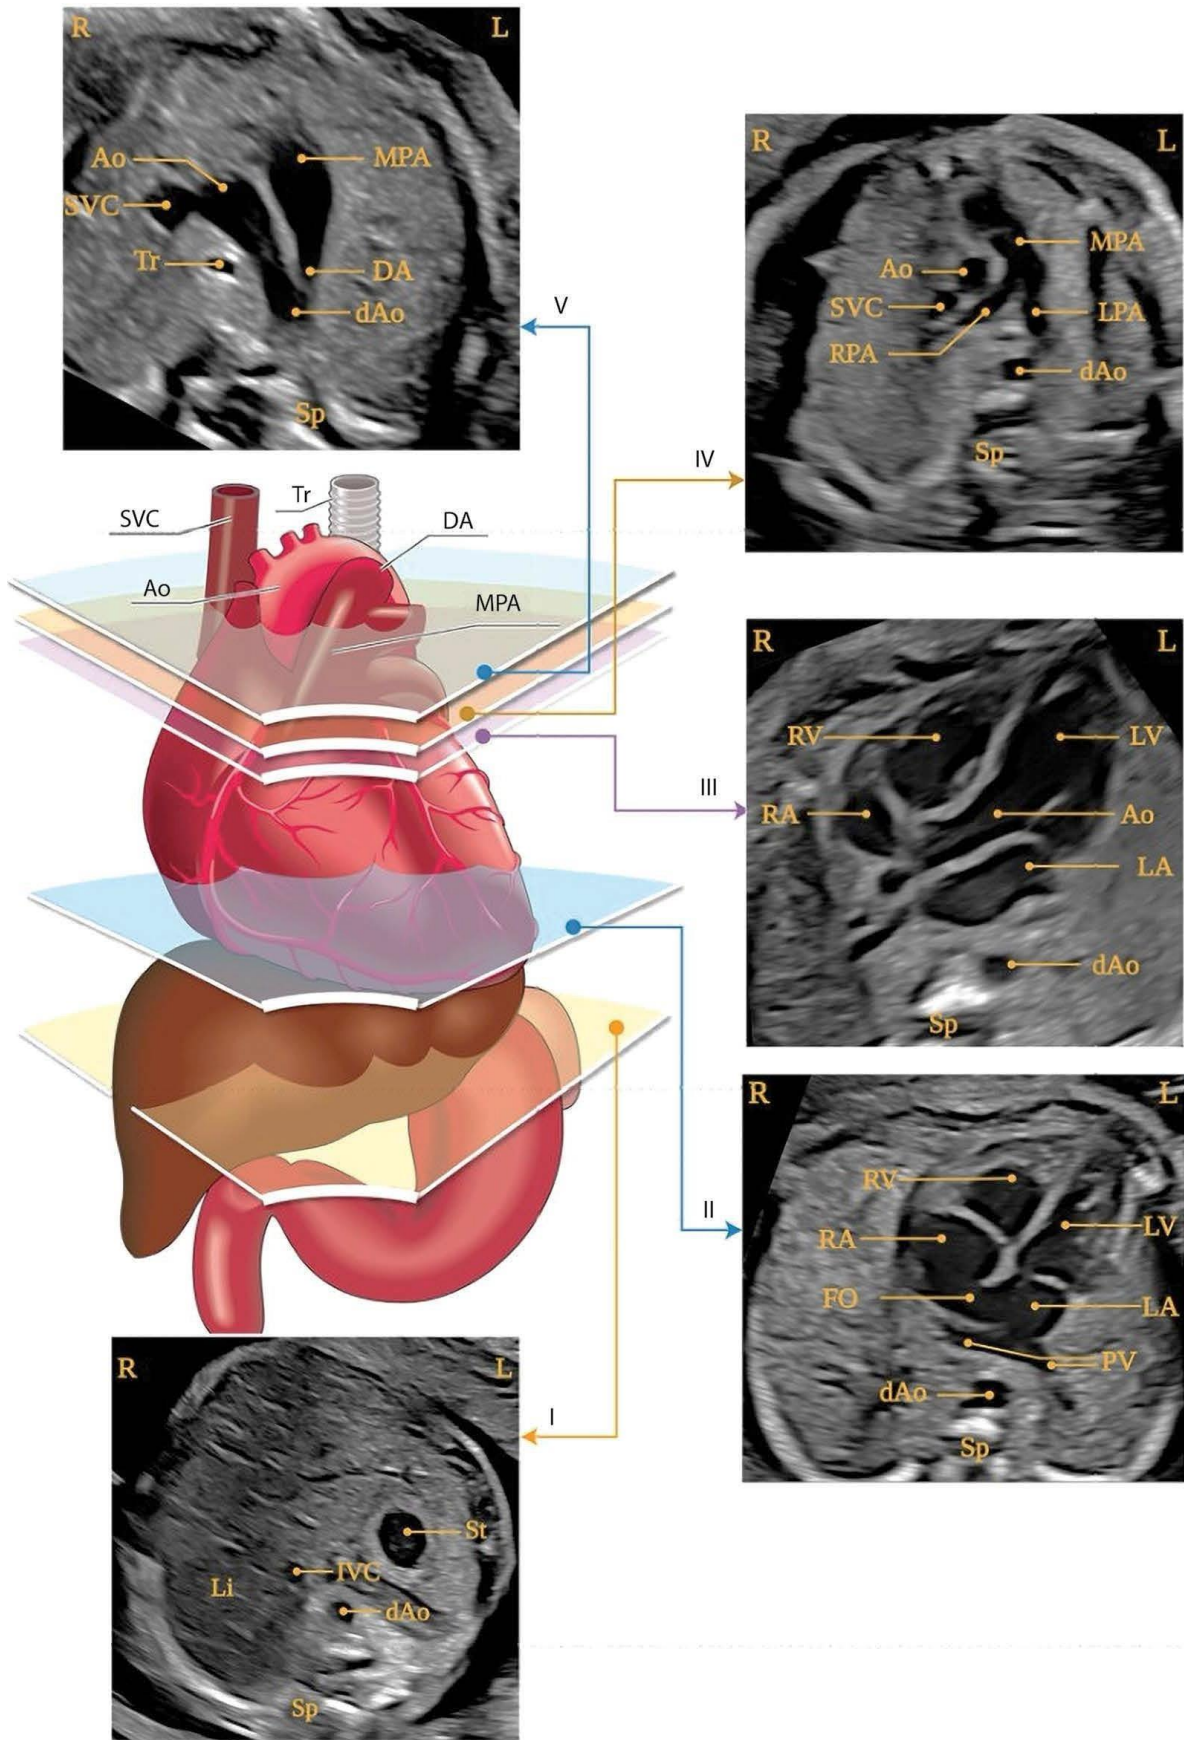 R L
Ao
MPA
SVC
Tr
DA
dAo
Sp
V
R L
MPA
Ao
SVC
LPA
RPA
dAo
Sp
IV
Tr
SVC
DA
Ao
MPA
III
R L
RV
LV
RA
Ao
LA
dAo
Sp
R L
RV
LV
RA
FO
LA
PV
dAo
Sp
II
I
R L
St
IVC
Li
dAo
Sp